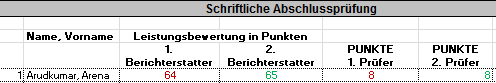 Schriftliche Abschlussprüfung
Name, Vorname Leistungsbewertung in Punkten
1. 2. PUNKTE PUNKTE
Berichterstatter Berichterstatter 1. Prüfer 2. Prüfer
1 Arudkumar, Arena 64 65 8 8